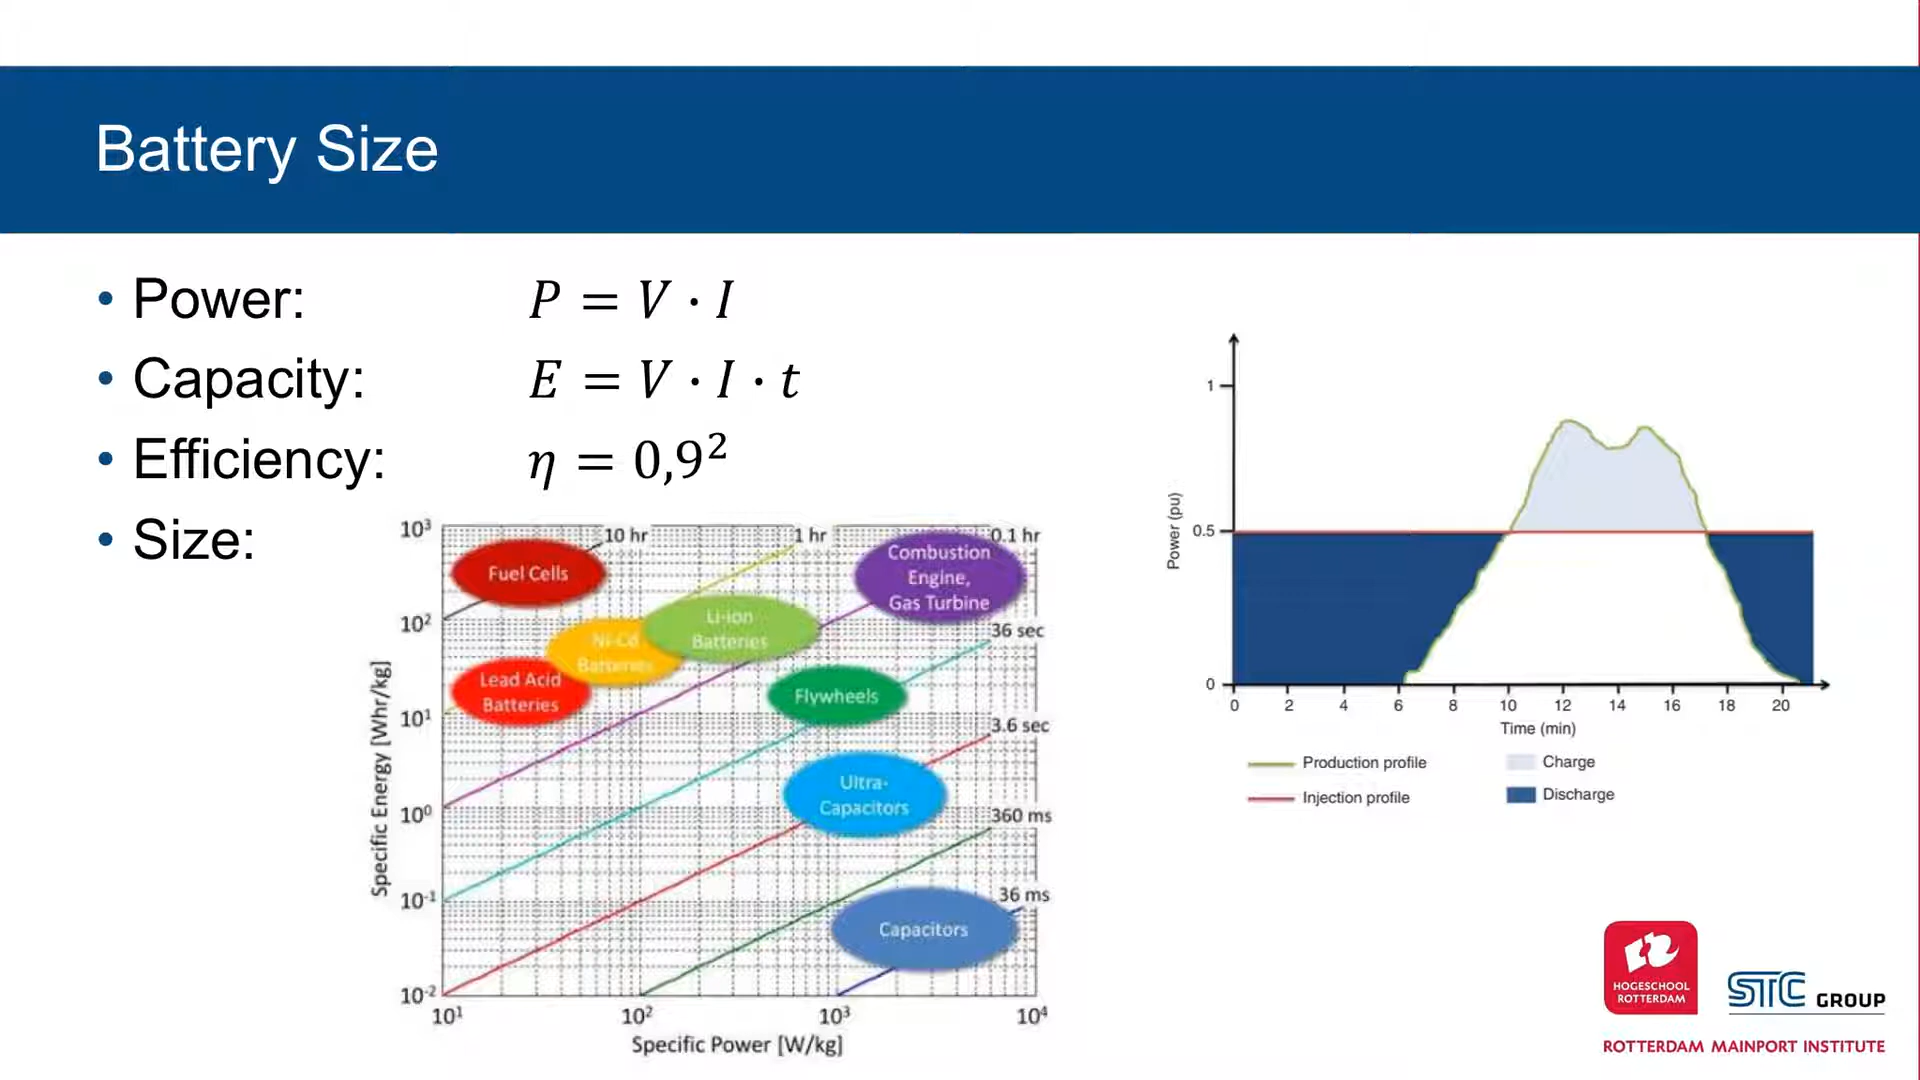 Battery Size
• Power: P = V · I
• Capacity: E = V · I · t
• Efficiency: η = 0,9²
• Size:
10³
10²
10¹
10⁰
10⁻¹
10⁻²
Specific Energy [Whr/kg]
10 hr
1 hr
0.1 hr
36 sec
3.6 sec
360 ms
36 ms
Fuel Cells
Combustion
Engine,
Gas Turbine
Li-ion
Batteries
Ni-Cd
Batteries
Lead Acid
Batteries
Flywheels
Ultra-
Capacitors
Capacitors
10¹ 10² 10³ 10⁴
Specific Power [W/kg]
1
0.5
0
Power (pu)
0 2 4 6 8 10 12 14 16 18 20
Time (min)
Production profile
Charge
Injection profile
Discharge
HOGESCHOOL
ROTTERDAM
STC GROUP
ROTTERDAM MAINPORT INSTITUTE